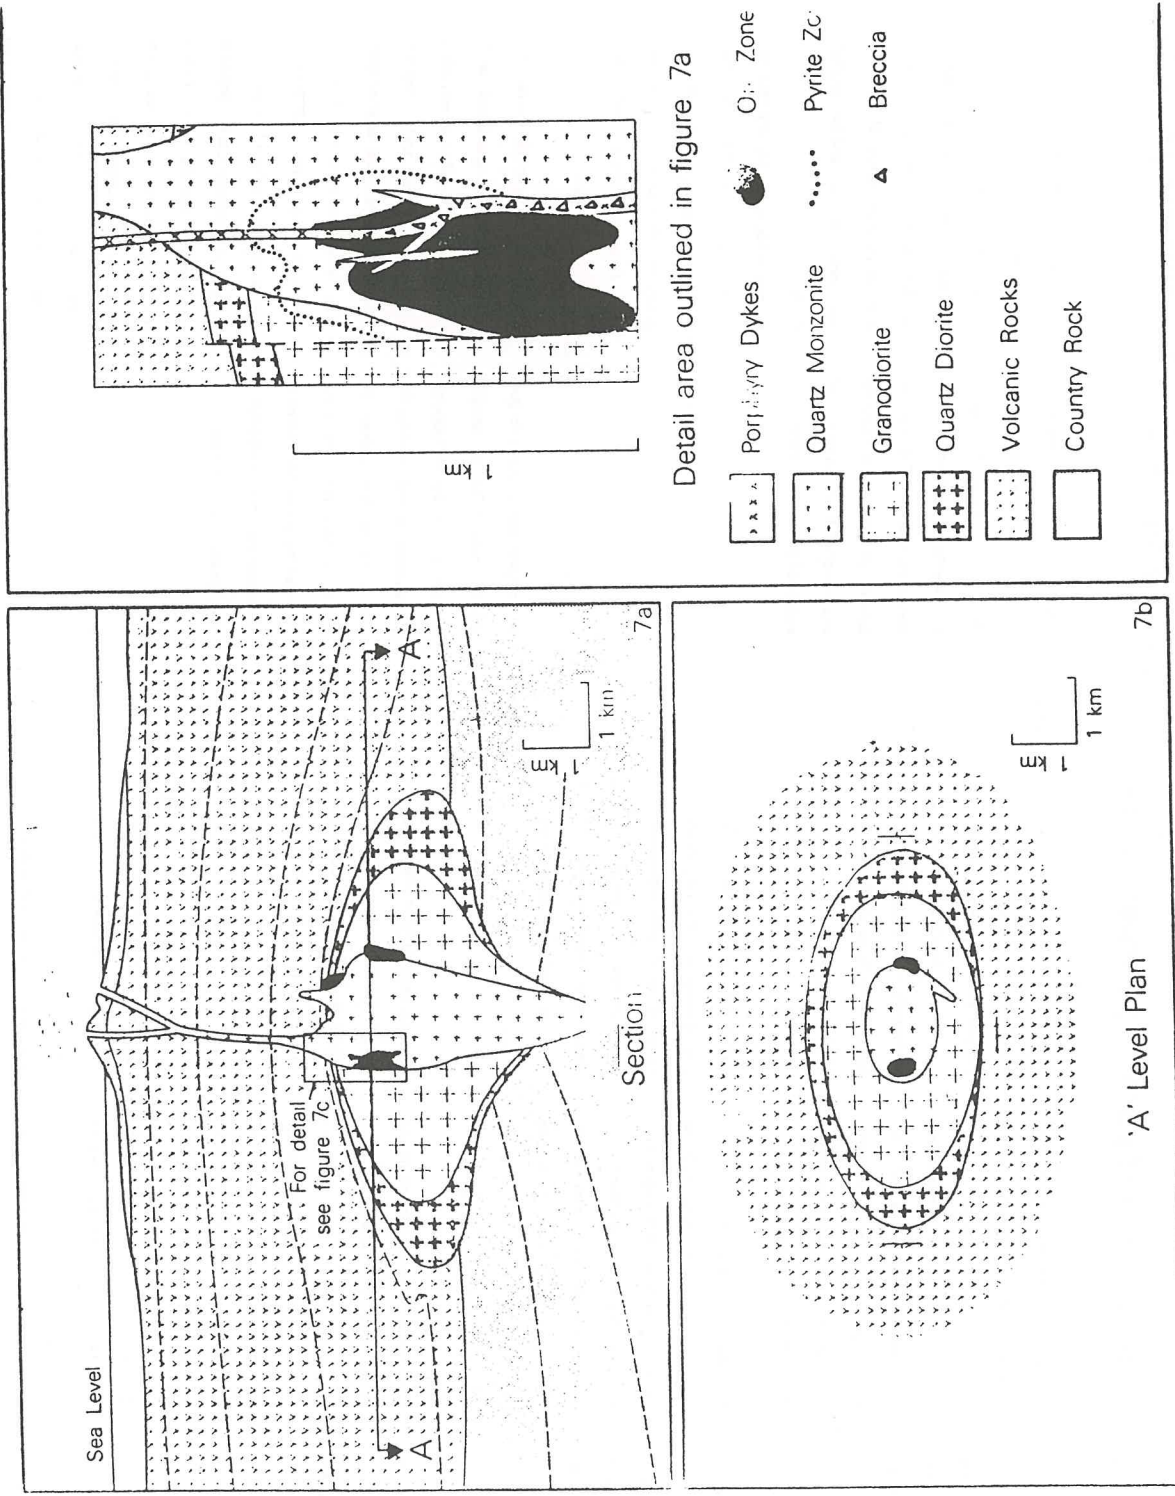 Sea Level
For detail
see figure 7c
A
A
1 km
1 km
Section
7a
1 km
1 km
'A' Level Plan
7b
1 km
Detail area outlined in figure 7a
Dykes
Quartz Monzonite
Granodiorite
Quartz Diorite
Volcanic Rocks
Country Rock
Zone
Pyrite
Breccia